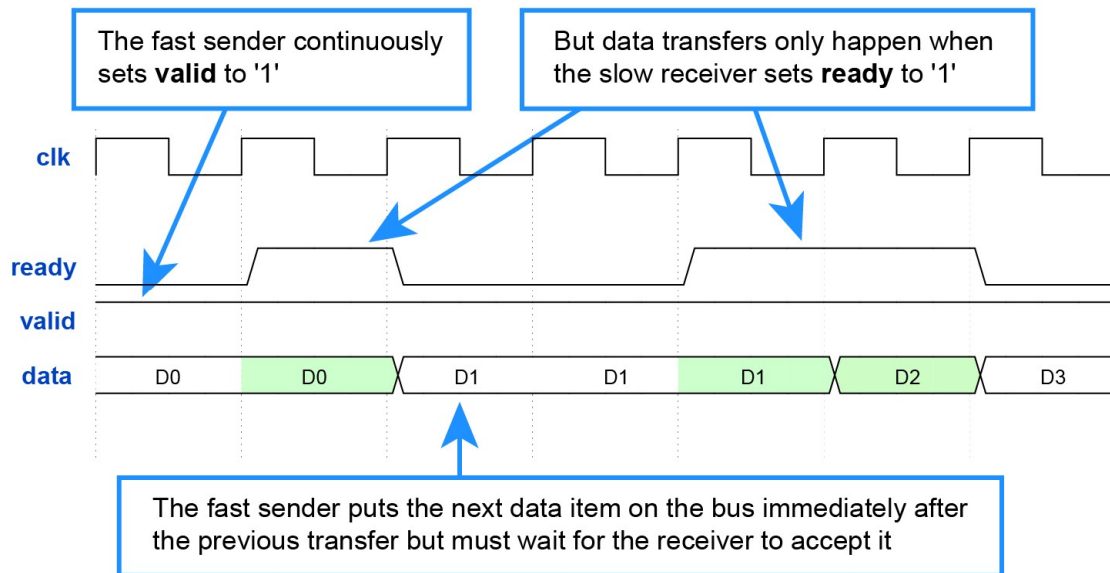 The fast sender continuously
sets valid to '1'
But data transfers only happen when
the slow receiver sets ready to '1'
clk
ready
valid
data
D0
D0
D1
D1
D1
D2
D3
The fast sender puts the next data item on the bus immediately after
the previous transfer but must wait for the receiver to accept it